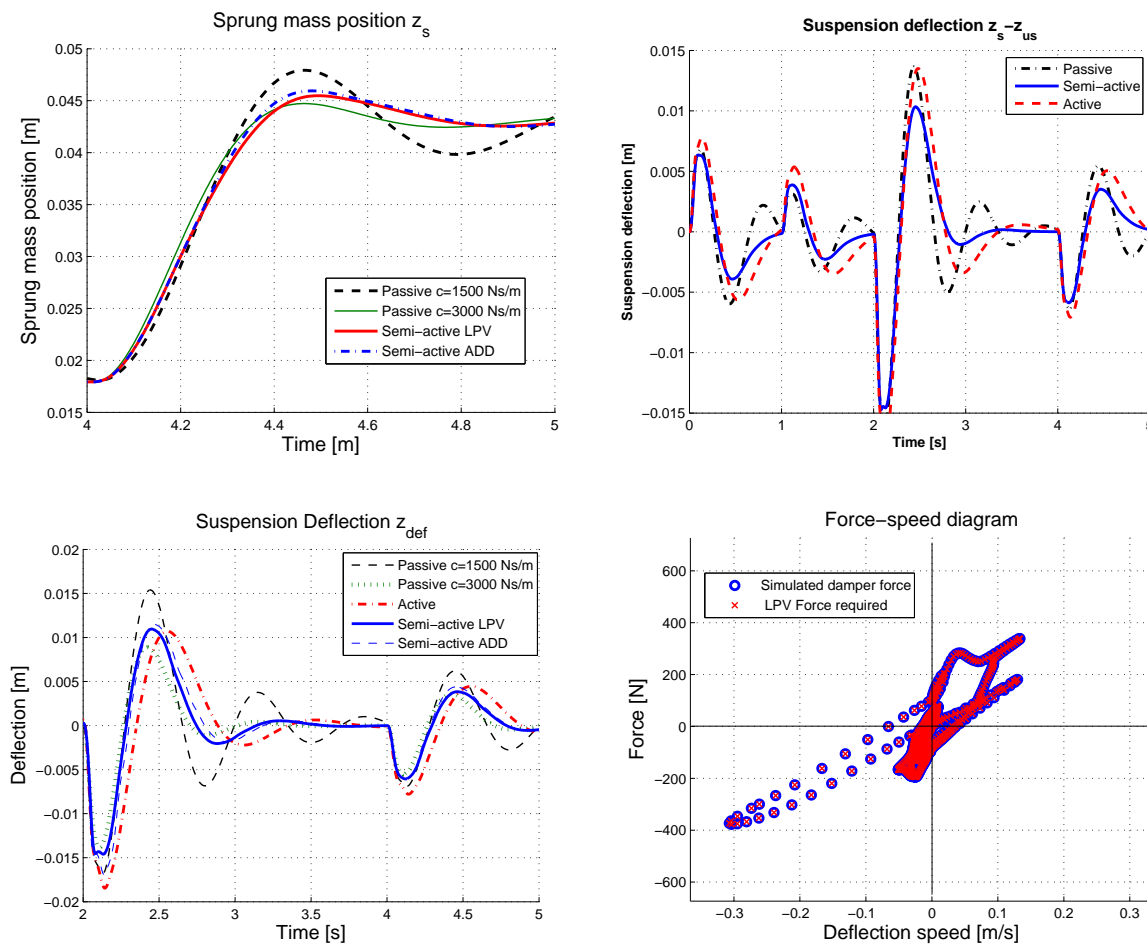 Sprung mass position z_s
0.05
0.045
0.04
0.035
0.03
0.025
0.02
0.015
Sprung mass position [m]
Passive c=1500 Ns/m
Passive c=3000 Ns/m
Semi−active LPV
Semi−active ADD
4 4.2 4.4 4.6 4.8 5
Time [m]
Suspension deflection z_s−z_us
0.015
0.01
0.005
0
−0.005
−0.01
−0.015
Suspension deflection [m]
Passive
Semi−active
Active
0 1 2 3 4 5
Time [s]
Suspension Deflection z_def
0.02
0.015
0.01
0.005
0
−0.005
−0.01
−0.015
−0.02
Deflection [m]
Passive c=1500 Ns/m
Passive c=3000 Ns/m
Active
Semi−active LPV
Semi−active ADD
2 2.5 3 3.5 4 4.5 5
Time [s]
Force−speed diagram
600
400
200
0
−200
−400
−600
Force [N]
Simulated damper force
LPV Force required
−0.3 −0.2 −0.1 0 0.1 0.2 0.3
Deflection speed [m/s]